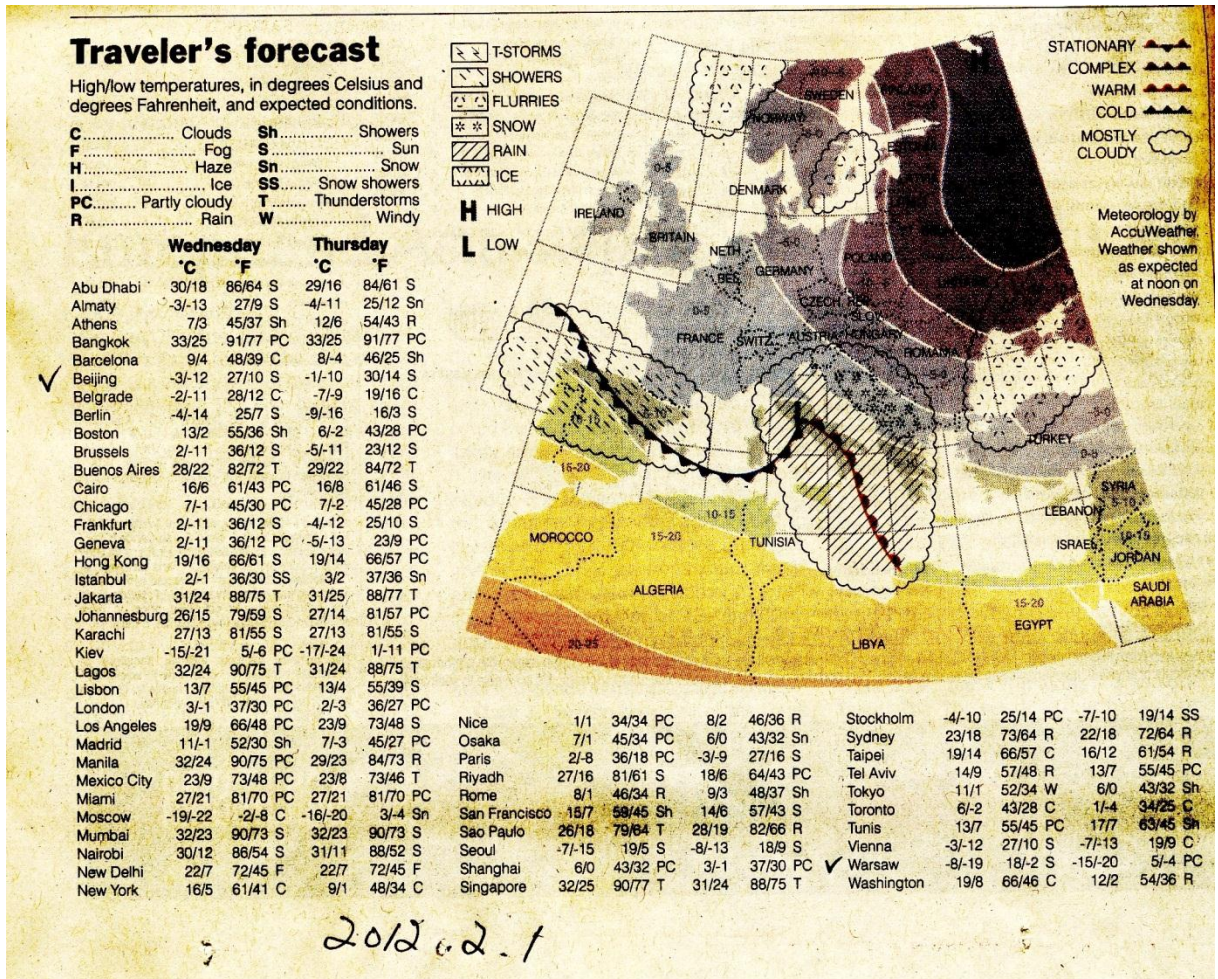 Traveler's forecast
High/low temperatures, in degrees Celsius and
degrees Fahrenheit, and expected conditions.
C.................... Clouds Sh................ Showers
F........................ Fog S........................ Sun
H...................... Haze Sn.................... Snow
I.......................... Ice SS....... Snow showers
PC.......... Partly cloudy T ........ Thunderstorms
R....................... Rain W.................... Windy
Wednesday Thursday
°C °F °C °F
Abu Dhabi 30/18 86/64 S 29/16 84/61 S
Almaty -3/-13 27/9 S -4/-11 25/12 Sn
Athens 7/3 45/37 Sh 12/6 54/43 R
Bangkok 33/25 91/77 PC 33/25 91/77 PC
Barcelona 9/4 48/39 C 8/-4 46/25 Sh
Beijing -3/-12 27/10 S -1/-10 30/14 S
Belgrade -2/-11 28/12 C -7/-9 19/16 C
Berlin -4/-14 25/7 S -9/-16 16/3 S
Boston 13/2 55/36 Sh 6/-2 43/28 PC
Brussels 2/-11 36/12 S -5/-11 23/12 S
Buenos Aires 28/22 82/72 T 29/22 84/72 T
Cairo 16/6 61/43 PC 16/8 61/46 S
Chicago 7/-1 45/30 PC 7/-2 45/28 PC
Frankfurt 2/-11 36/12 S -4/-12 25/10 S
Geneva 2/-11 36/12 PC -5/-13 23/9 PC
Hong Kong 19/16 66/61 S 19/14 66/57 PC
Istanbul 2/-1 36/30 SS 3/2 37/36 Sn
Jakarta 31/24 88/75 T 31/25 88/77 T
Johannesburg 26/15 79/59 S 27/14 81/57 PC
Karachi 27/13 81/55 S 27/13 81/55 S
Kiev -15/-21 5/-6 PC -17/-24 1/-11 PC
Lagos 32/24 90/75 T 31/24 88/75 T
Lisbon 13/7 55/45 PC 13/4 55/39 S
London 3/-1 37/30 PC 2/-3 36/27 PC
Los Angeles 19/9 66/48 PC 23/9 73/48 S
Madrid 11/-1 52/30 Sh 7/-3 45/27 PC
Manila 32/24 90/75 PC 29/23 84/73 R
Mexico City 23/9 73/48 PC 23/8 73/46 T
Miami 27/21 81/70 PC 27/21 81/70 PC
Moscow -19/-22 -2/-8 C -16/-20 3/-4 Sn
Mumbai 32/23 90/73 S 32/23 90/73 S
Nairobi 30/12 86/54 S 31/11 88/52 S
New Delhi 22/7 72/45 F 22/7 72/45 F
New York 16/5 61/41 C 9/1 48/34 C
T-STORMS
SHOWERS
FLURRIES
SNOW
RAIN
ICE
H HIGH
L LOW
STATIONARY
COMPLEX
WARM
COLD
MOSTLY
CLOUDY
Meteorology by
AccuWeather.
Weather shown
as expected
at noon on
Wednesday.
H
SWEDEN
FINLAND
NORWAY
ESTONIA
0-5
DENMARK
IRELAND
BRITAIN
NETH
BEL
GERMANY
-5-0
POLAND
CZECH REP
SLOV
0-5
FRANCE
SWITZ.
AUSTRIA
HUNGARY
ROMANIA
L
-5-0
TURKEY
0-5
SYRIA
5-10
LEBANON
ISRAEL
10-15
JORDAN
SAUDI
ARABIA
15-20
10-15
MOROCCO
15-20
TUNISIA
ALGERIA
15-20
EGYPT
LIBYA
20-25
Nice 1/1 34/34 PC 8/2 46/36 R
Osaka 7/1 45/34 PC 6/0 43/32 Sn
Paris 2/-8 36/18 PC -3/-9 27/16 S
Riyadh 27/16 81/61 S 18/6 64/43 PC
Rome 8/1 46/34 R 9/3 48/37 Sh
San Francisco 15/7 59/45 Sh 14/6 57/43 S
Sao Paulo 26/18 79/64 T 28/19 82/66 R
Seoul -7/-15 19/5 S -8/-13 18/9 S
Shanghai 6/0 43/32 PC 3/-1 37/30 PC
Singapore 32/25 90/77 T 31/24 88/75 T
Stockholm -4/-10 25/14 PC -7/-10 19/14 SS
Sydney 23/18 73/64 R 22/18 72/64 R
Taipei 19/14 66/57 C 16/12 61/54 R
Tel Aviv 14/9 57/48 R 13/7 55/45 PC
Tokyo 11/1 52/34 W 6/0 43/32 Sh
Toronto 6/-2 43/28 C 1/-4 34/25 C
Tunis 13/7 55/45 PC 17/7 63/45 Sh
Vienna -3/-12 27/10 S -7/-13 19/9 C
Warsaw -8/-19 18/-2 S -15/-20 5/-4 PC
Washington 19/8 66/46 C 12/2 54/36 R
2012.2.1